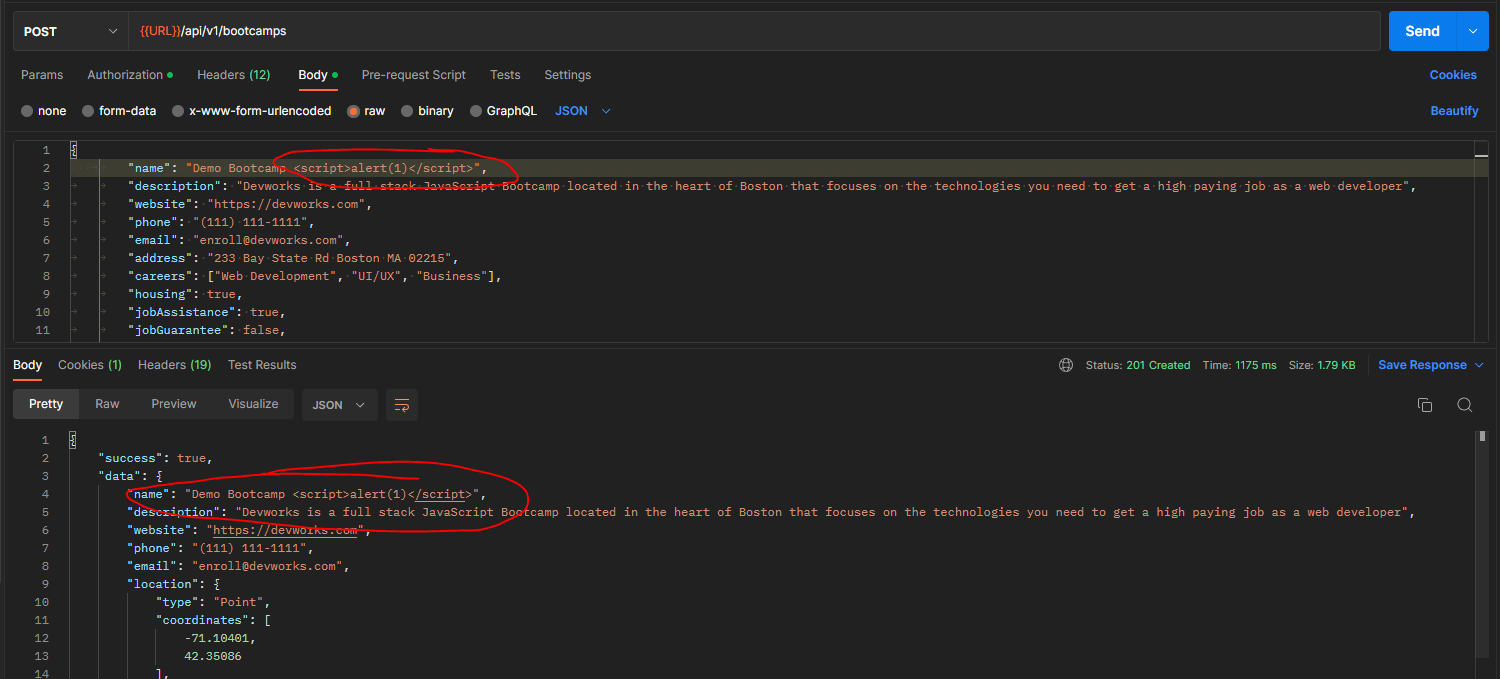 POST {{URL}}/api/v1/bootcamps Send
Params Authorization Headers (12) Body Pre-request Script Tests Settings Cookies
none form-data x-www-form-urlencoded raw binary GraphQL JSON Beautify
1 {
2 "name": "Demo Bootcamp <script>alert(1)</script>",
3 "description": "Devworks is a full stack JavaScript Bootcamp located in the heart of Boston that focuses on the technologies you need to get a high paying job as a web developer",
4 "website": "https://devworks.com",
5 "phone": "(111) 111-1111",
6 "email": "enroll@devworks.com",
7 "address": "233 Bay State Rd Boston MA 02215",
8 "careers": ["Web Development", "UI/UX", "Business"],
9 "housing": true,
10 "jobAssistance": true,
11 "jobGuarantee": false,
Body Cookies (1) Headers (19) Test Results Status: 201 Created Time: 1175 ms Size: 1.79 KB Save Response
Pretty Raw Preview Visualize JSON
1 {
2 "success": true,
3 "data": {
4 "name": "Demo Bootcamp <script>alert(1)</script>",
5 "description": "Devworks is a full stack JavaScript Bootcamp located in the heart of Boston that focuses on the technologies you need to get a high paying job as a web developer",
6 "website": "https://devworks.com",
7 "phone": "(111) 111-1111",
8 "email": "enroll@devworks.com",
9 "location": {
10 "type": "Point",
11 "coordinates": [
12 -71.10401,
13 42.35086
14 ],